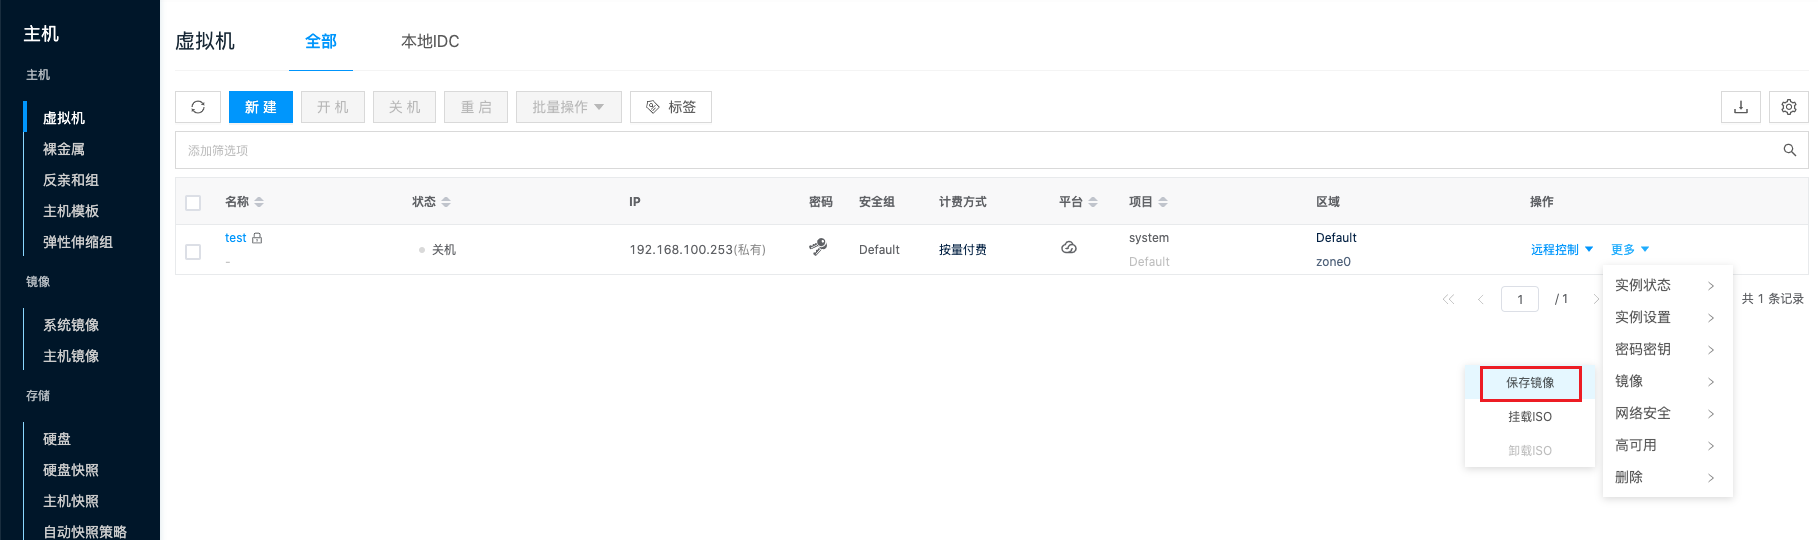 主机
主机
虚拟机
裸金属
反亲和组
主机模板
弹性伸缩组
镜像
系统镜像
主机镜像
存储
硬盘
硬盘快照
主机快照
自动快照策略
虚拟机 全部 本地IDC
新 建 开 机 关 机 重 启 批量操作 标签
添加筛选项
名称 状态 IP 密码 安全组 计费方式 平台 项目 区域 操作
test 关机 192.168.100.253(私有) Default 按量付费 system Default 远程控制 更多
- Default zone0
1 / 1 共 1 条记录
实例状态
实例设置
密码密钥
镜像
网络安全
高可用
删除
保存镜像
挂载ISO
卸载ISO